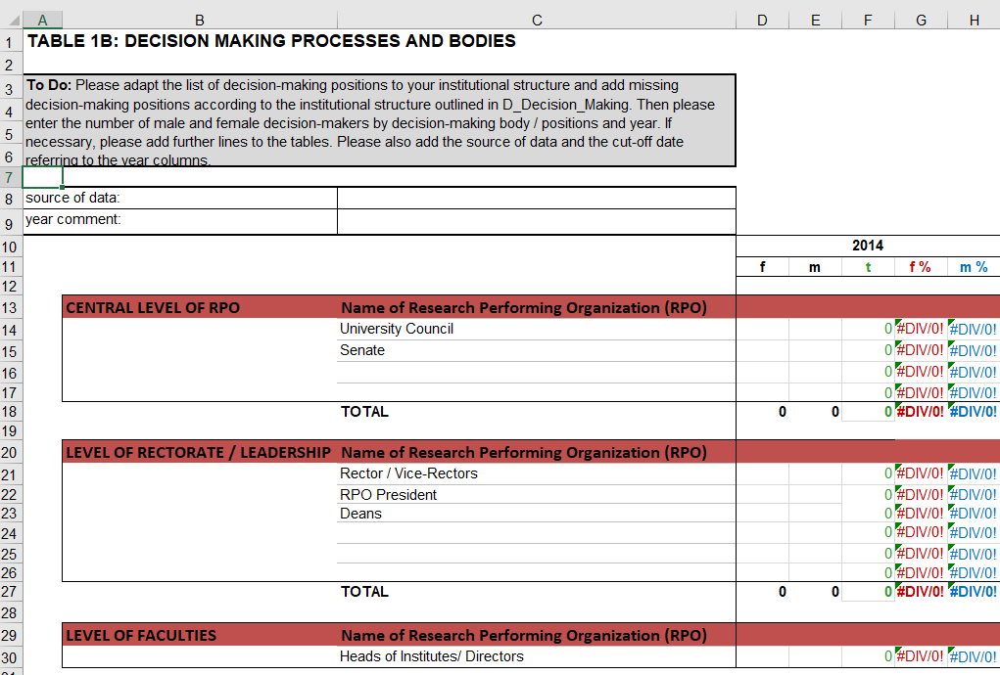 A B C D E F G H
1 TABLE 1B: DECISION MAKING PROCESSES AND BODIES
2
3 To Do: Please adapt the list of decision-making positions to your institutional structure and add missing
4 decision-making positions according to the institutional structure outlined in D_Decision_Making. Then please
5 enter the number of male and female decision-makers by decision-making body / positions and year. If
necessary, please add further lines to the tables. Please also add the source of data and the cut-off date
6 referring to the year columns.
7
8 source of data:
9 year comment:
10 2014
11 f m t f % m %
12
13 CENTRAL LEVEL OF RPO Name of Research Performing Organization (RPO)
14 University Council 0 #DIV/0! #DIV/0!
15 Senate 0 #DIV/0! #DIV/0!
16 0 #DIV/0! #DIV/0!
17 0 #DIV/0! #DIV/0!
18 TOTAL 0 0 0 #DIV/0! #DIV/0!
19
20 LEVEL OF RECTORATE / LEADERSHIP Name of Research Performing Organization (RPO)
21 Rector / Vice-Rectors 0 #DIV/0! #DIV/0!
22 RPO President 0 #DIV/0! #DIV/0!
23 Deans 0 #DIV/0! #DIV/0!
24 0 #DIV/0! #DIV/0!
25 0 #DIV/0! #DIV/0!
26 0 #DIV/0! #DIV/0!
27 TOTAL 0 0 0 #DIV/0! #DIV/0!
28
29 LEVEL OF FACULTIES Name of Research Performing Organization (RPO)
30 Heads of Institutes/ Directors 0 #DIV/0! #DIV/0!